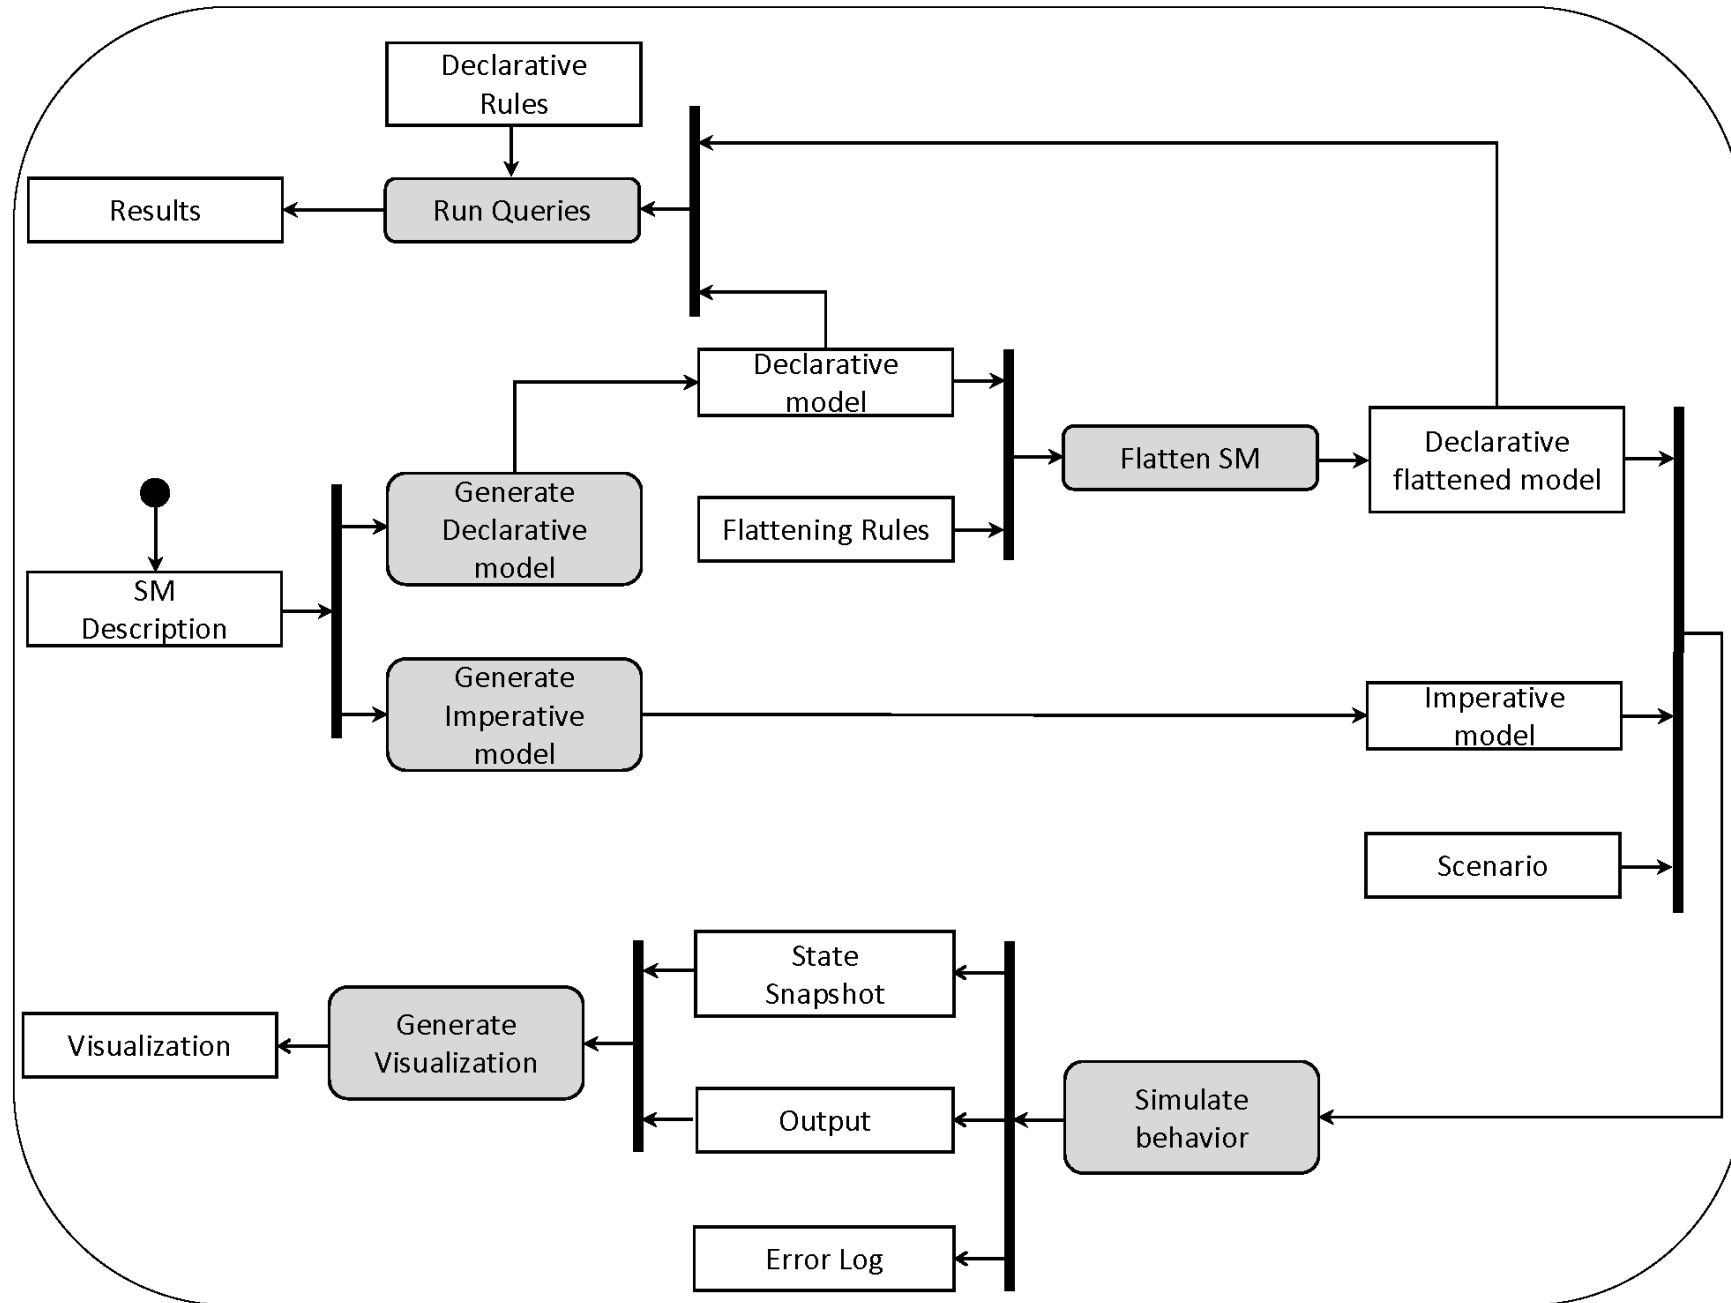 Declarative
Rules
Results
Run Queries
Declarative
model
Declarative
flattened model
Flatten SM
Generate
Declarative
model
Flattening Rules
SM
Description
Generate
Imperative
model
Imperative
model
Scenario
State
Snapshot
Generate
Visualization
Visualization
Output
Simulate
behavior
Error Log